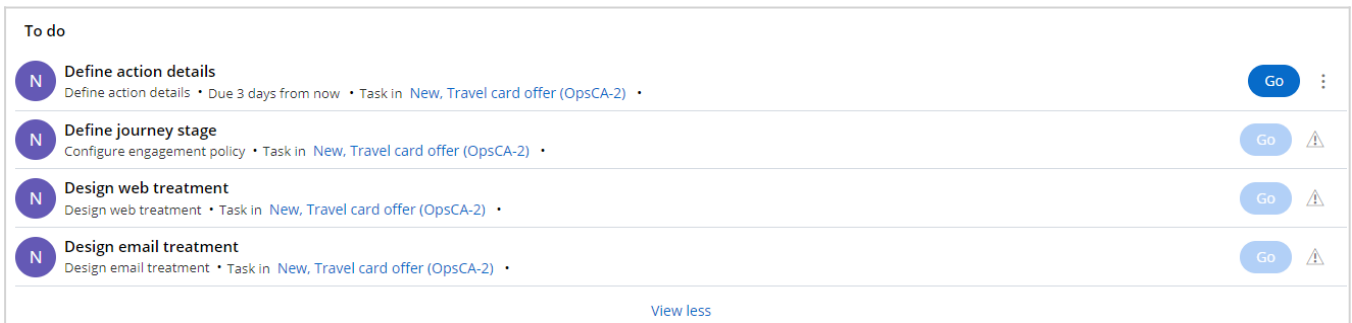 To do
N
Define action details
Define action details • Due 3 days from now • Task in New, Travel card offer (OpsCA-2) •
Go
N
Define journey stage
Configure engagement policy • Task in New, Travel card offer (OpsCA-2) •
Go
N
Design web treatment
Design web treatment • Task in New, Travel card offer (OpsCA-2) •
Go
N
Design email treatment
Design email treatment • Task in New, Travel card offer (OpsCA-2) •
Go
View less